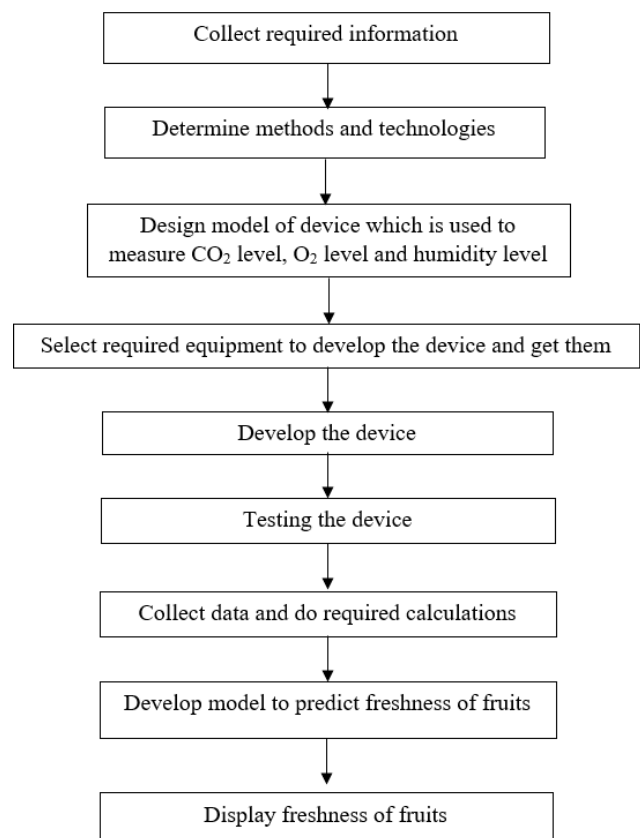 Collect required information
Determine methods and technologies
Design model of device which is used to
measure CO₂ level, O₂ level and humidity level
Select required equipment to develop the device and get them
Develop the device
Testing the device
Collect data and do required calculations
Develop model to predict freshness of fruits
Display freshness of fruits